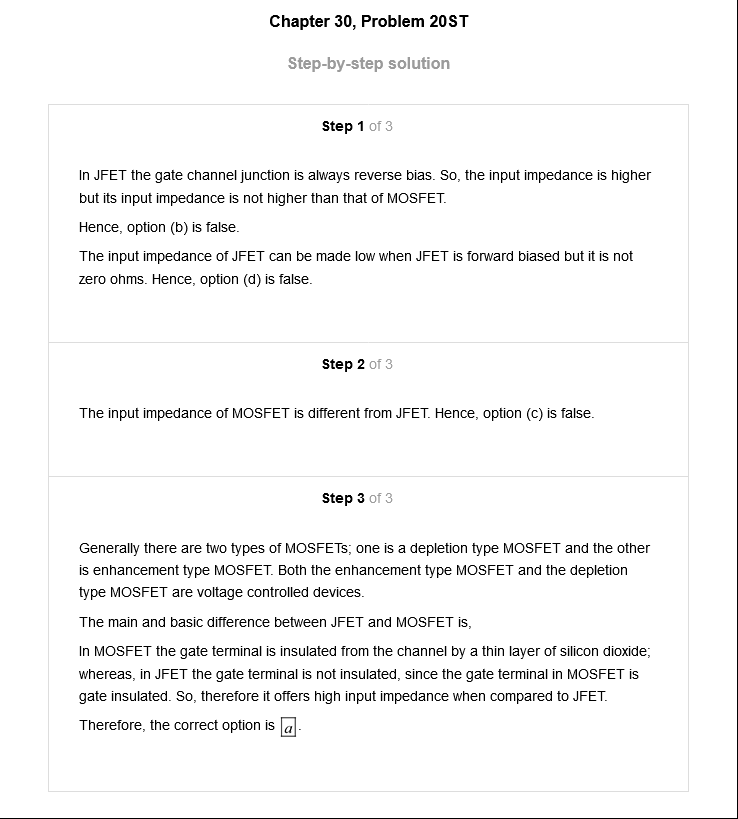 Chapter 30, Problem 20ST
Step-by-step solution
Step 1 of 3
In JFET the gate channel junction is always reverse bias. So, the input impedance is higher
but its input impedance is not higher than that of MOSFET.
Hence, option (b) is false.
The input impedance of JFET can be made low when JFET is forward biased but it is not
zero ohms. Hence, option (d) is false.
Step 2 of 3
The input impedance of MOSFET is different from JFET. Hence, option (c) is false.
Step 3 of 3
Generally there are two types of MOSFETs; one is a depletion type MOSFET and the other
is enhancement type MOSFET. Both the enhancement type MOSFET and the depletion
type MOSFET are voltage controlled devices.
The main and basic difference between JFET and MOSFET is,
In MOSFET the gate terminal is insulated from the channel by a thin layer of silicon dioxide;
whereas, in JFET the gate terminal is not insulated, since the gate terminal in MOSFET is
gate insulated. So, therefore it offers high input impedance when compared to JFET.
Therefore, the correct option is a.